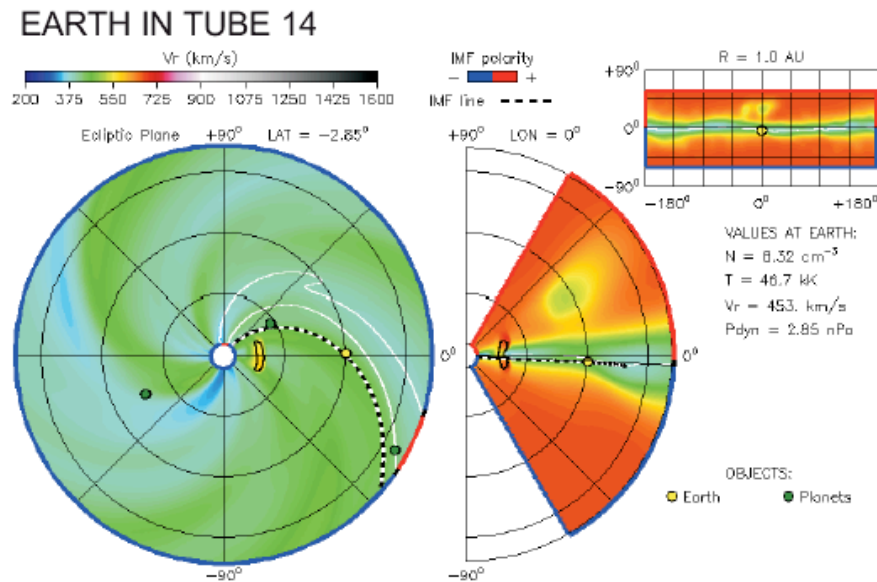 EARTH IN TUBE 14
Vr (km/s)
200 375 550 725 900 1075 1250 1425 1600
IMF polarity
- +
IMF line
R = 1.0 AU
+90°
0°
-90°
-180° 0° +180°
Ecliptic Plane +90° LAT = -2.85°
0°
-90°
+90° LON = 0°
0°
-90°
VALUES AT EARTH:
N = 8.32 cm-3
T = 46.7 kK
Vr = 453. km/s
Pdyn = 2.85 nPa
OBJECTS:
Earth Planets